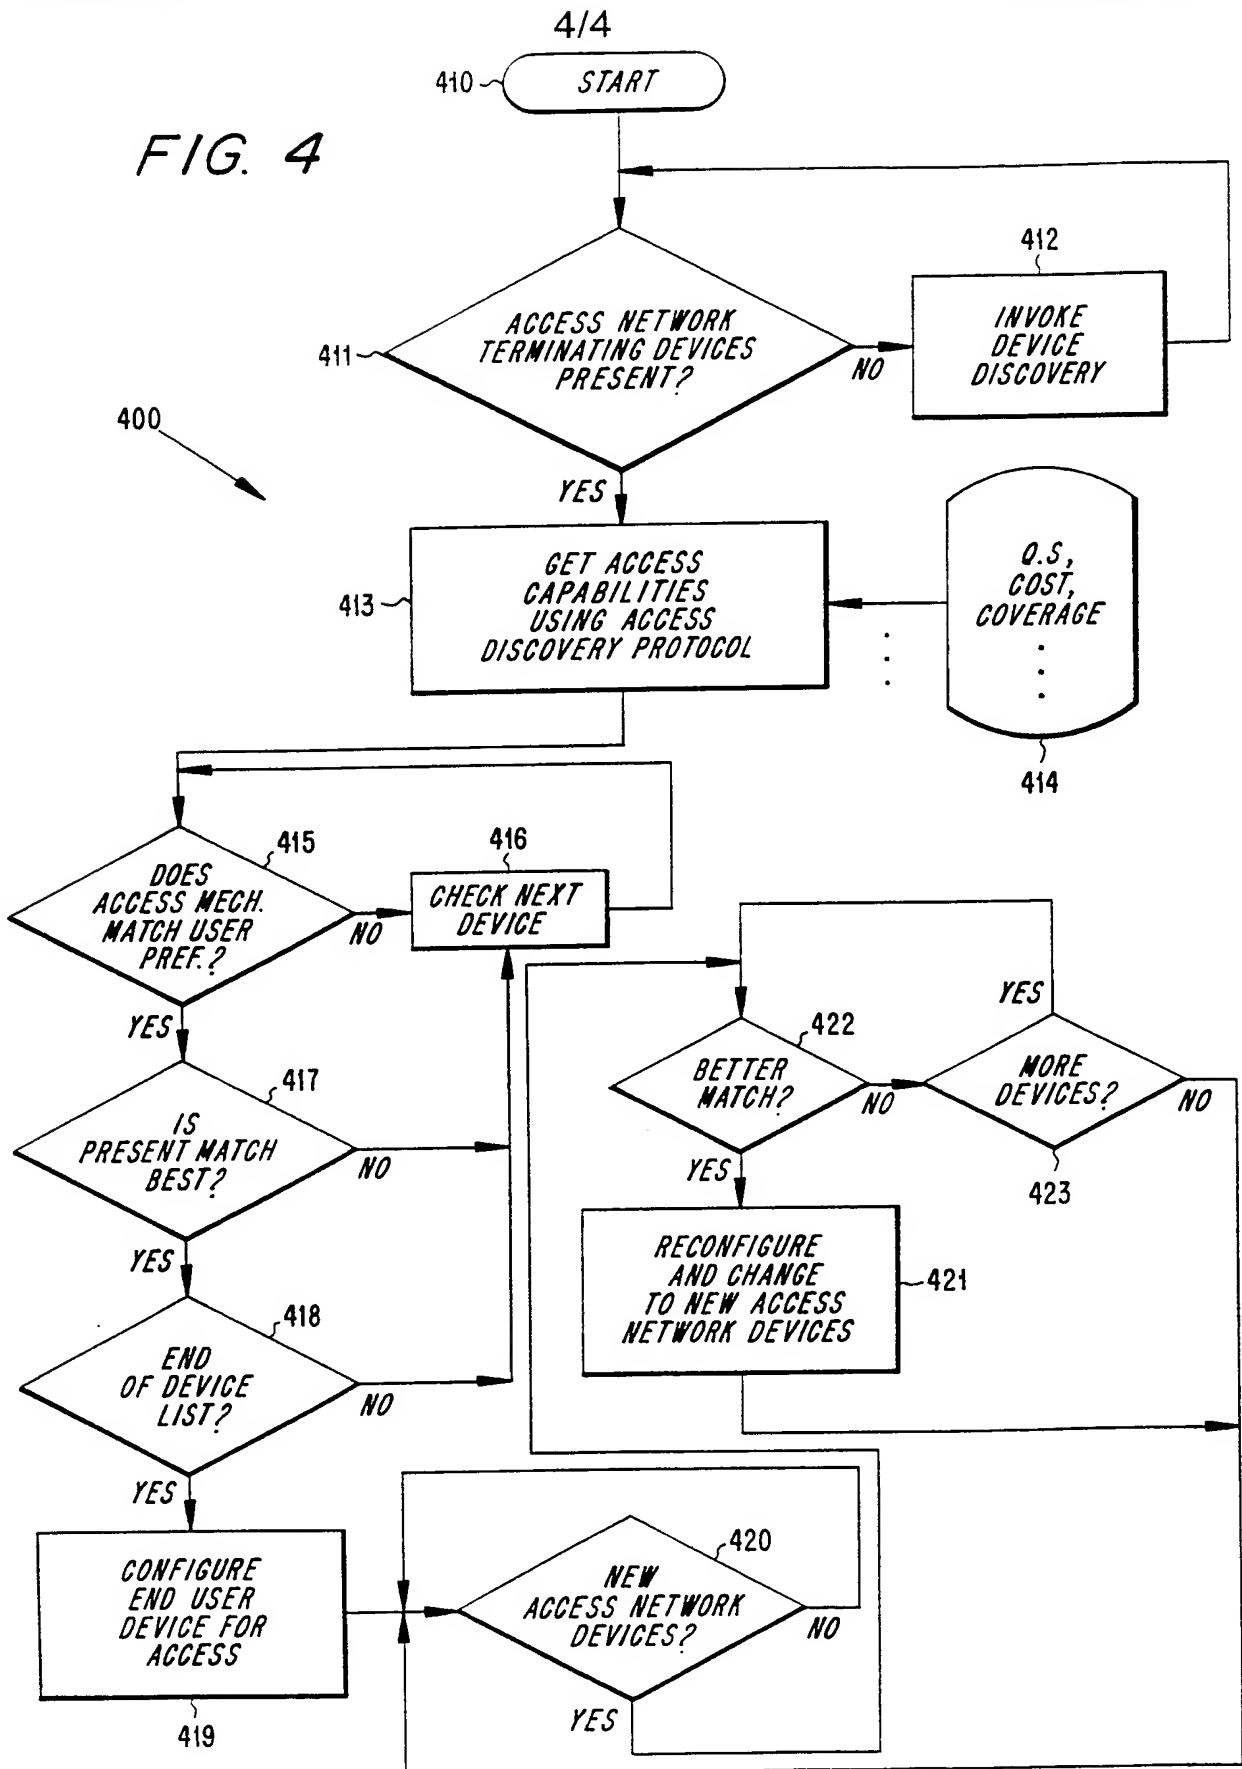 4/4
410
START
FIG. 4
412
INVOKE
DEVICE
DISCOVERY
411
ACCESS NETWORK
TERMINATING DEVICES
PRESENT?
NO
400
YES
413
GET ACCESS
CAPABILITIES
USING ACCESS
DISCOVERY PROTOCOL
Q.S,
COST,
COVERAGE
414
415
DOES
ACCESS MECH.
MATCH USER
PREF.?
NO
416
CHECK NEXT
DEVICE
YES
417
IS
PRESENT MATCH
BEST?
NO
YES
418
END
OF DEVICE
LIST?
NO
YES
CONFIGURE
END USER
DEVICE FOR
ACCESS
419
420
NEW
ACCESS NETWORK
DEVICES?
NO
YES
422
BETTER
MATCH?
NO
YES
YES
MORE
DEVICES?
NO
423
RECONFIGURE
AND CHANGE
TO NEW ACCESS
NETWORK DEVICES
421